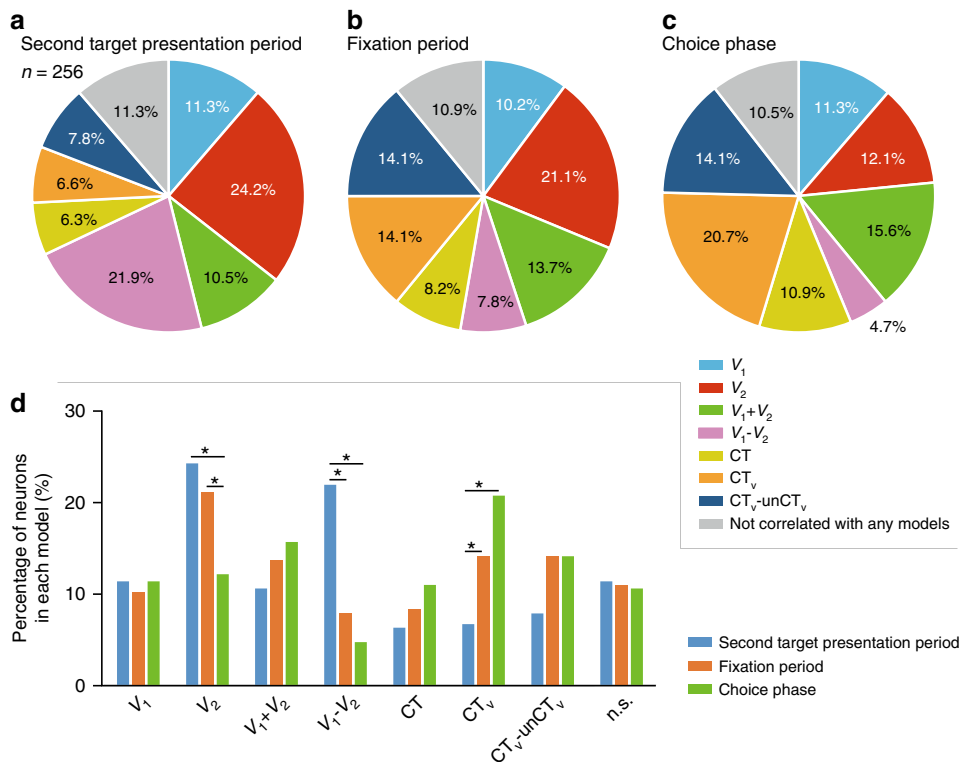 a
Second target presentation period
n = 256
11.3%
24.2%
10.5%
21.9%
6.3%
6.6%
7.8%
11.3%
b
Fixation period
10.2%
21.1%
13.7%
7.8%
8.2%
14.1%
14.1%
10.9%
c
Choice phase
11.3%
12.1%
15.6%
4.7%
10.9%
20.7%
14.1%
10.5%
V1
V2
V1+V2
V1-V2
CT
CTv
CTv-unCTv
Not correlated with any models
d
Percentage of neurons
in each model (%)
30
20
10
0
* * * * * *
V1
V2
V1+V2
V1-V2
CT
CTv
CTv-unCTv
n.s.
Second target presentation period
Fixation period
Choice phase